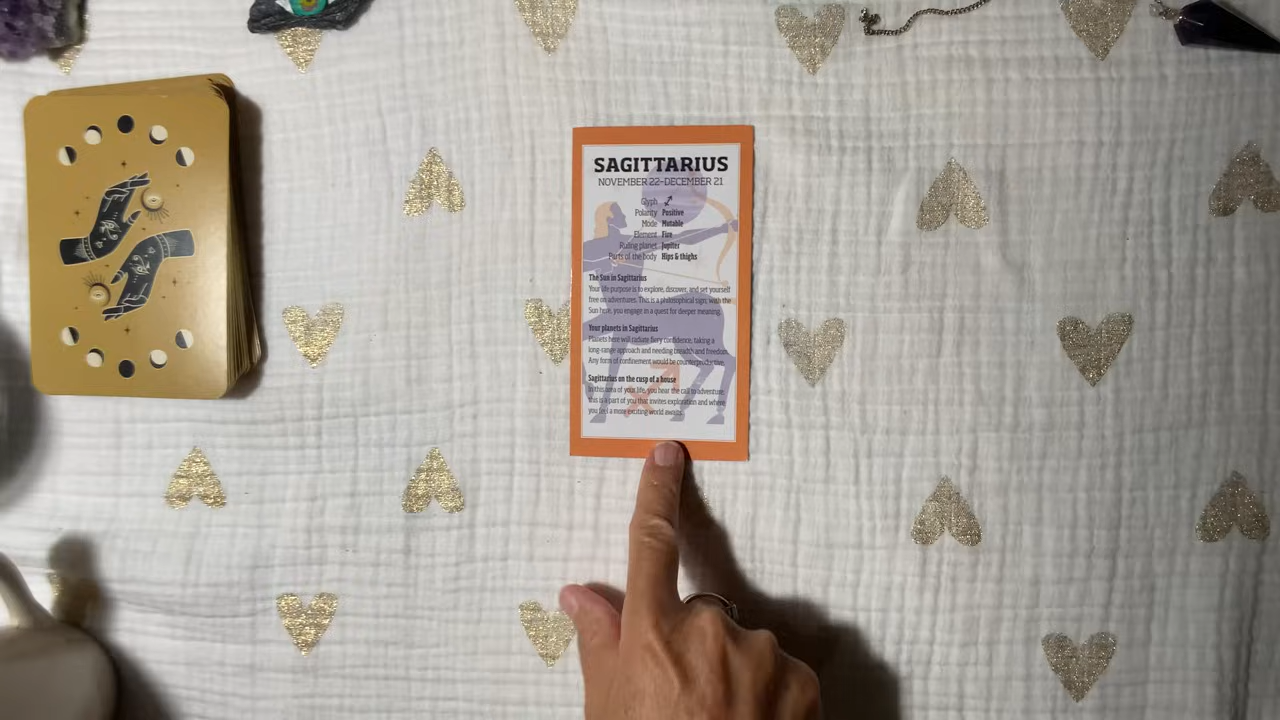 SAGITTARIUS
NOVEMBER 22-DECEMBER 21
Glyph ♐
Polarity Positive
Mode Mutable
Element Fire
Ruling planet Jupiter
Parts of the body Hips & thighs
The Sun in Sagittarius
Your life purpose is to explore, discover, and set yourself
free on adventures. This is a philosophical sign; with the
Sun here, you engage in a quest for deeper meaning.
Your planets in Sagittarius
Planets here will radiate fiery confidence, taking a
long-range approach and needing breadth and freedom.
Any form of confinement would be counterproductive.
Sagittarius on the cusp of a house
In this area of your life, you hear the call to adventure;
this is a part of you that invites exploration and where
you feel a more exciting world awaits.